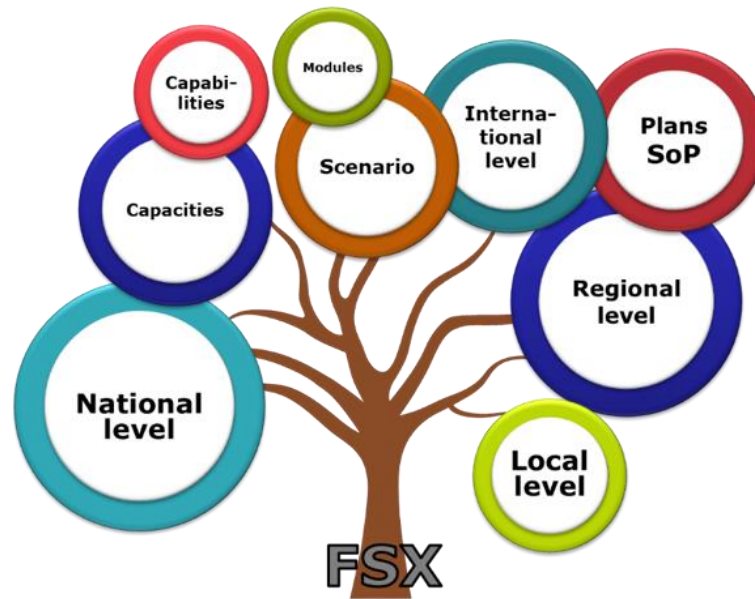 Modules
Capabi-
lities
Interna-
tional
level
Plans
SoP
Scenario
Capacities
Regional
level
National
level
Local
level
FSX